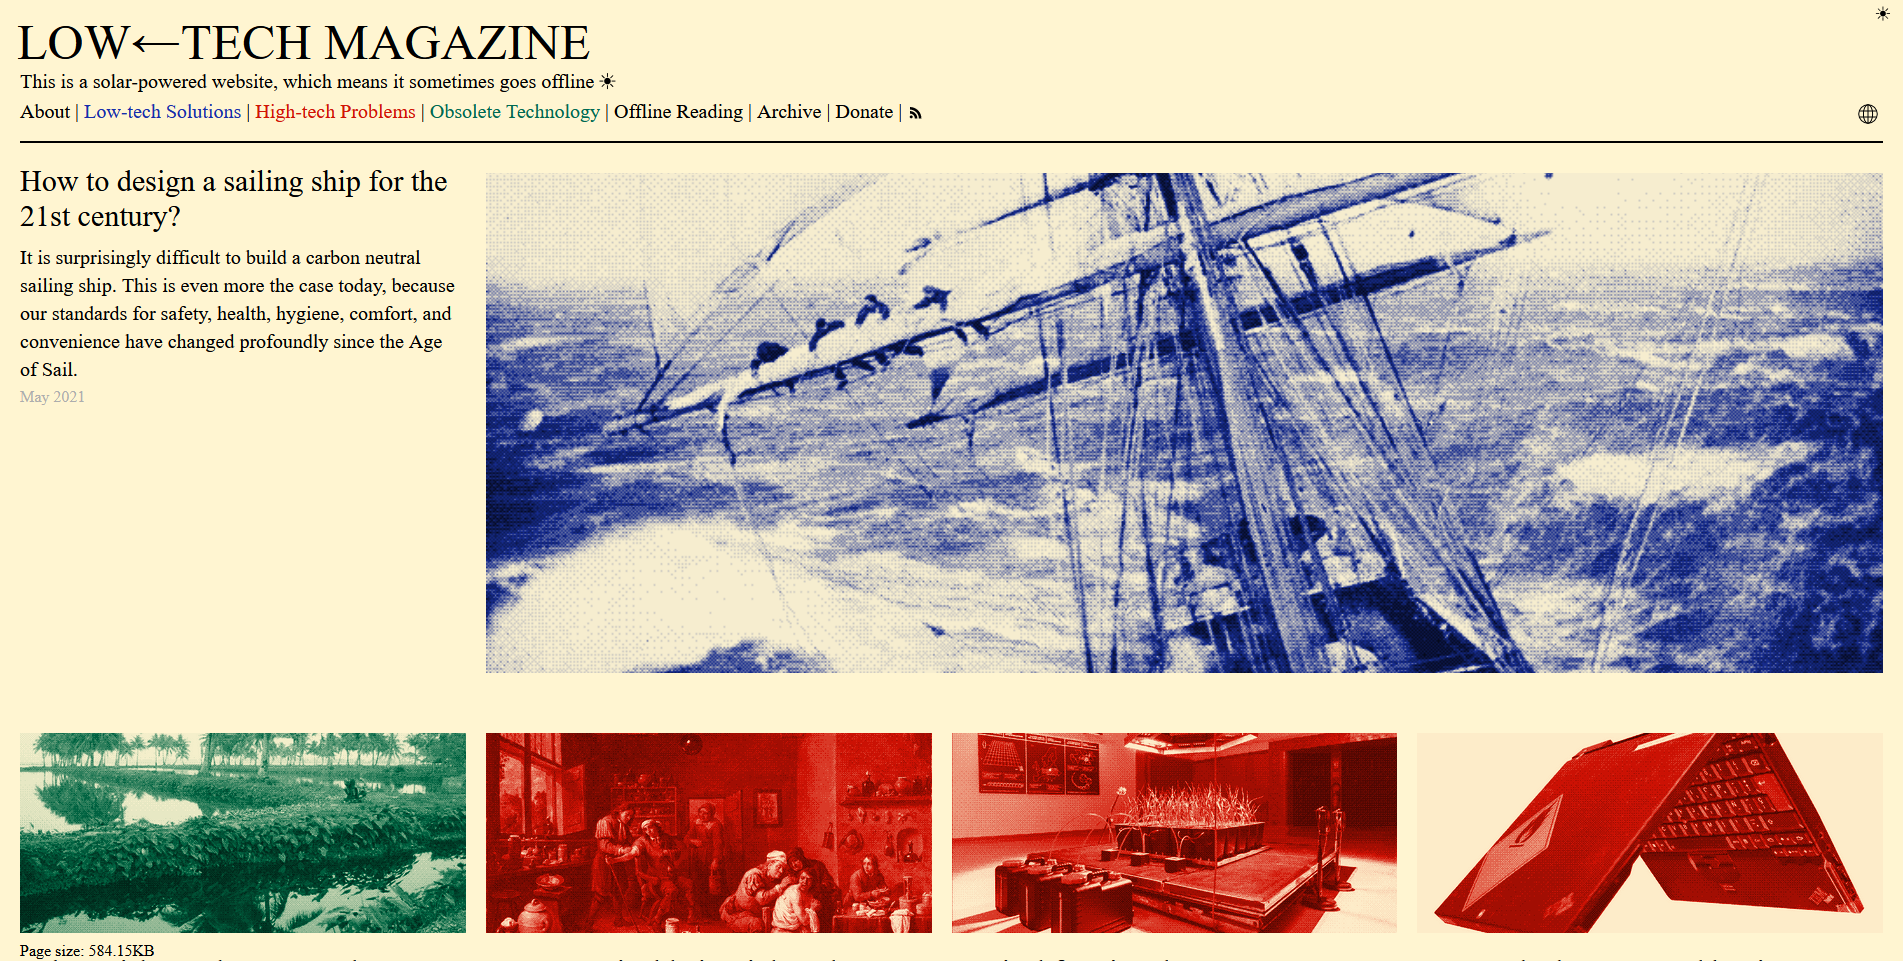 LOW←TECH MAGAZINE
This is a solar-powered website, which means it sometimes goes offline ☀
About | Low-tech Solutions | High-tech Problems | Obsolete Technology | Offline Reading | Archive | Donate |
How to design a sailing ship for the
21st century?
It is surprisingly difficult to build a carbon neutral
sailing ship. This is even more the case today, because
our standards for safety, health, hygiene, comfort, and
convenience have changed profoundly since the Age
of Sail.
May 2021
Page size: 584.15KB